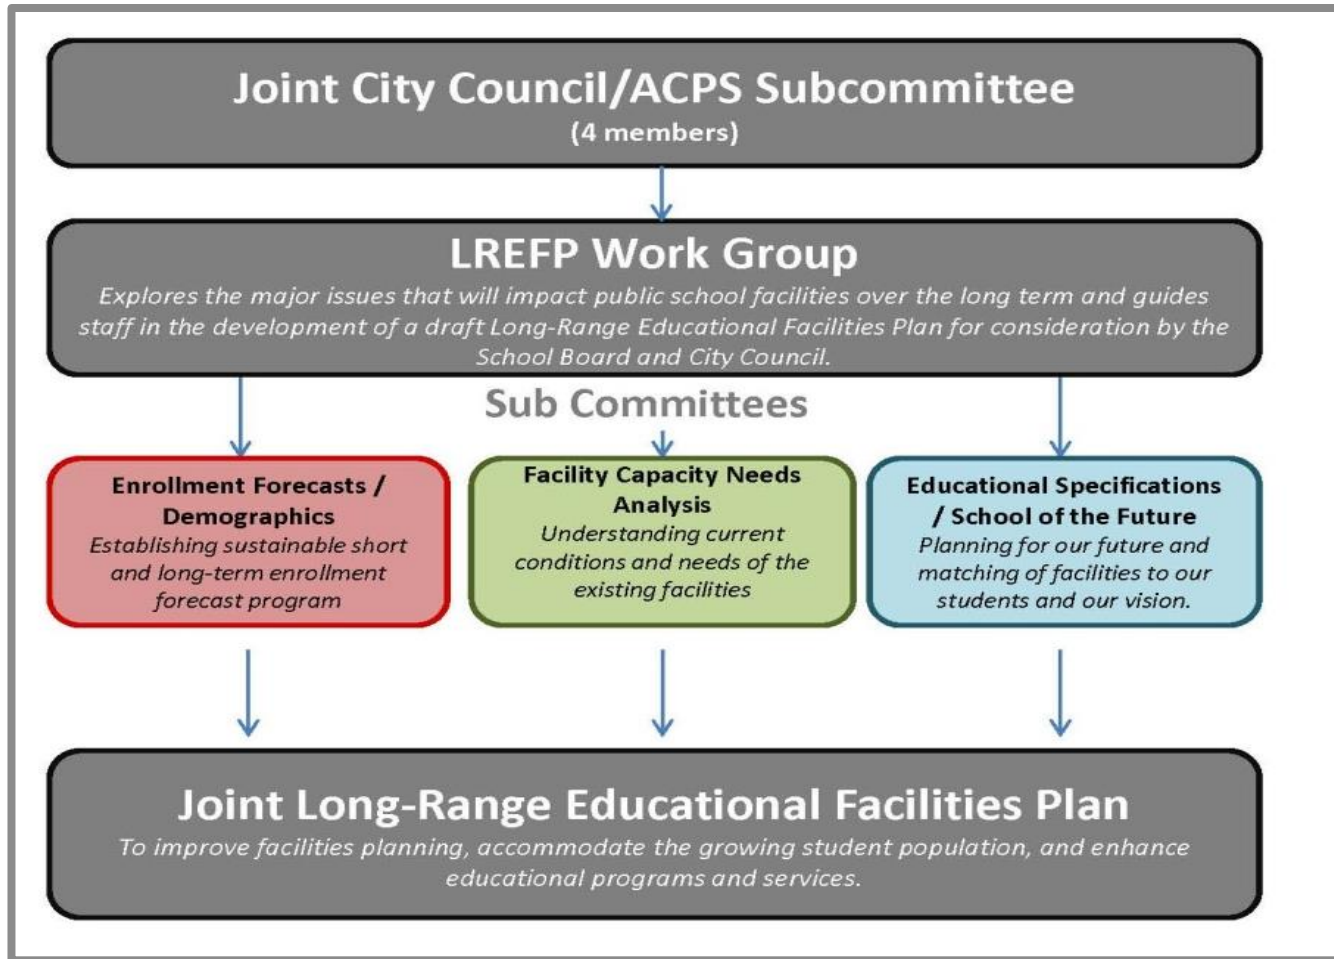 Joint City Council/ACPS Subcommittee
(4 members)
LREFP Work Group
Explores the major issues that will impact public school facilities over the long term and guides
staff in the development of a draft Long-Range Educational Facilities Plan for consideration by the
School Board and City Council.
Sub Committees
Enrollment Forecasts /
Demographics
Establishing sustainable short
and long-term enrollment
forecast program
Facility Capacity Needs
Analysis
Understanding current
conditions and needs of the
existing facilities
Educational Specifications
/ School of the Future
Planning for our future and
matching of facilities to our
students and our vision.
Joint Long-Range Educational Facilities Plan
To improve facilities planning, accommodate the growing student population, and enhance
educational programs and services.